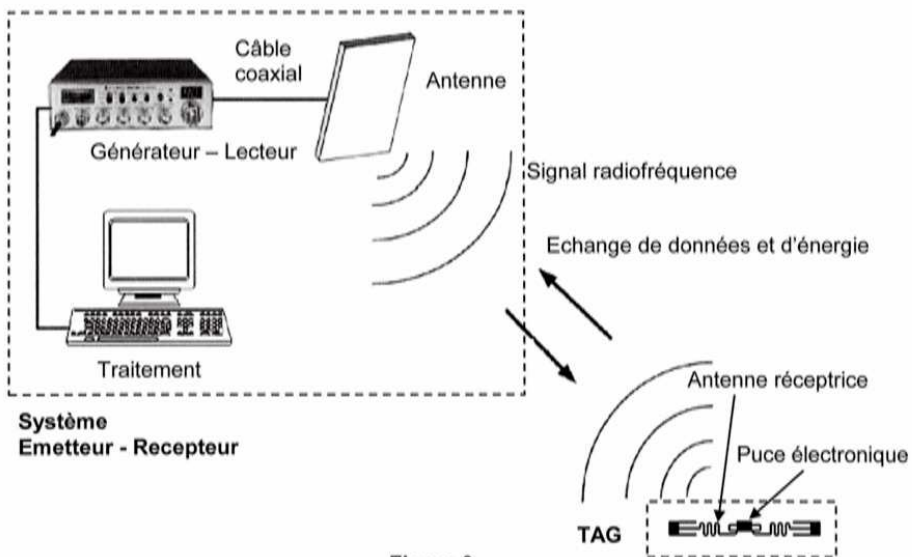 Câble
coaxial
Antenne
Générateur – Lecteur
Signal radiofréquence
Echange de données et d'énergie
Traitement
Système
Emetteur - Recepteur
Antenne réceptrice
Puce électronique
TAG